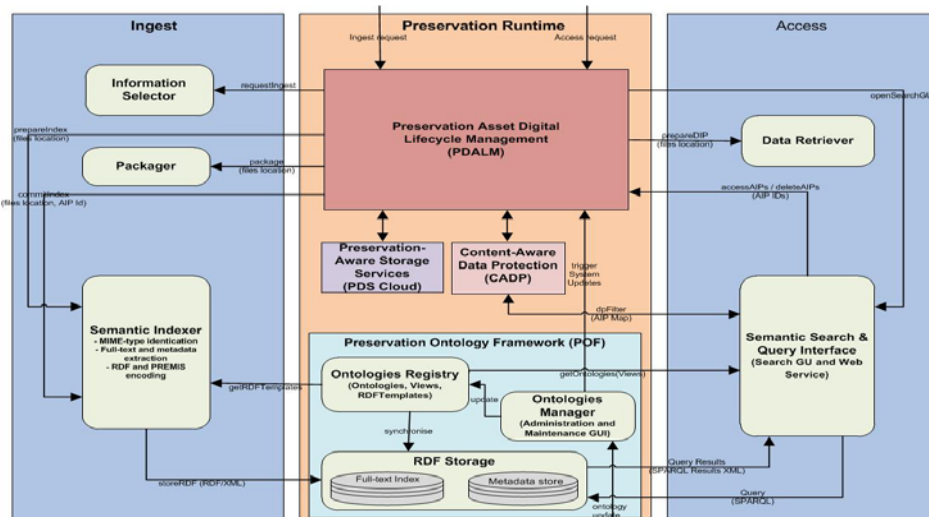 Ingest
Preservation Runtime
Access
Ingest request
Access request
Information
Selector
requestIngest
openSearchGU
Preservation Asset Digital
Lifecycle Management
(PDALM)
prepareIndex
(files location)
prepareDIP
(files location)
Data Retriever
Packager
package
(files location)
commitIndex
(files location, AIP Id)
accessAIPs / deleteAIPs
(AIP IDs)
Preservation-
Aware Storage
Services
(PDS Cloud)
Content-Aware
Data Protection
(CADP)
trigger
System
Updates
dpFilter
(AIP Map)
Semantic Indexer
- MIME-type identication
- Full-text and metadata
extraction
- RDF and PREMIS
encoding
Semantic Search &
Query Interface
(Search GU and Web
Service)
Preservation Ontology Framework (POF)
getRDFTemplates
Ontologies Registry
(Ontologies, Views,
RDFTemplates)
getOntologies(Views)
update
Ontologies
Manager
(Administration and
Maintenance GUI)
synchronise
RDF Storage
Full-text Index
Metadata store
Query Results
(SPARQL Results XML)
storeRDF (RDF/XML)
Query
(SPARQL)
ontology
update